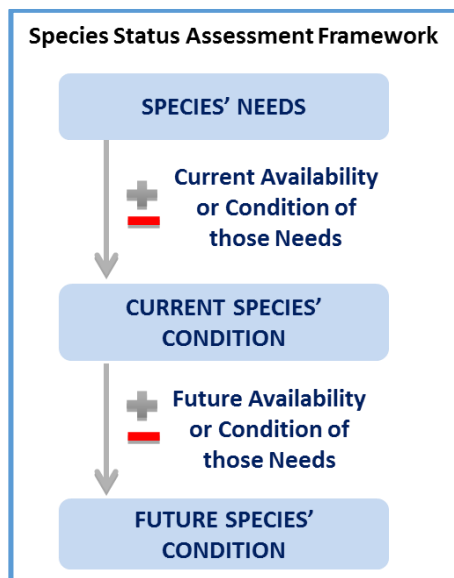 Species Status Assessment Framework
SPECIES’ NEEDS
Current Availability
or Condition of
those Needs
CURRENT SPECIES’
CONDITION
Future Availability
or Condition of
those Needs
FUTURE SPECIES’
CONDITION